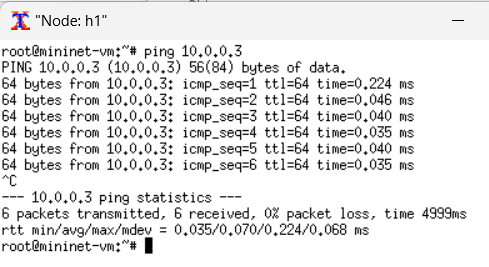 "Node: h1"
root@mininet-vm:~# ping 10.0.0.3
PING 10.0.0.3 (10.0.0.3) 56(84) bytes of data.
64 bytes from 10.0.0.3: icmp_seq=1 ttl=64 time=0.224 ms
64 bytes from 10.0.0.3: icmp_seq=2 ttl=64 time=0.046 ms
64 bytes from 10.0.0.3: icmp_seq=3 ttl=64 time=0.040 ms
64 bytes from 10.0.0.3: icmp_seq=4 ttl=64 time=0.035 ms
64 bytes from 10.0.0.3: icmp_seq=5 ttl=64 time=0.040 ms
64 bytes from 10.0.0.3: icmp_seq=6 ttl=64 time=0.035 ms
^C
--- 10.0.0.3 ping statistics ---
6 packets transmitted, 6 received, 0% packet loss, time 4999ms
rtt min/avg/max/mdev = 0.035/0.070/0.224/0.068 ms
root@mininet-vm:~#